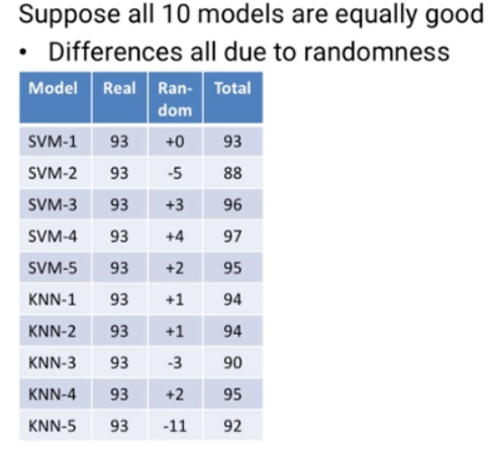 Suppose all 10 models are equally good
• Differences all due to randomness
Model Real Ran- Total
dom
SVM-1 93 +0 93
SVM-2 93 -5 88
SVM-3 93 +3 96
SVM-4 93 +4 97
SVM-5 93 +2 95
KNN-1 93 +1 94
KNN-2 93 +1 94
KNN-3 93 -3 90
KNN-4 93 +2 95
KNN-5 93 -11 92